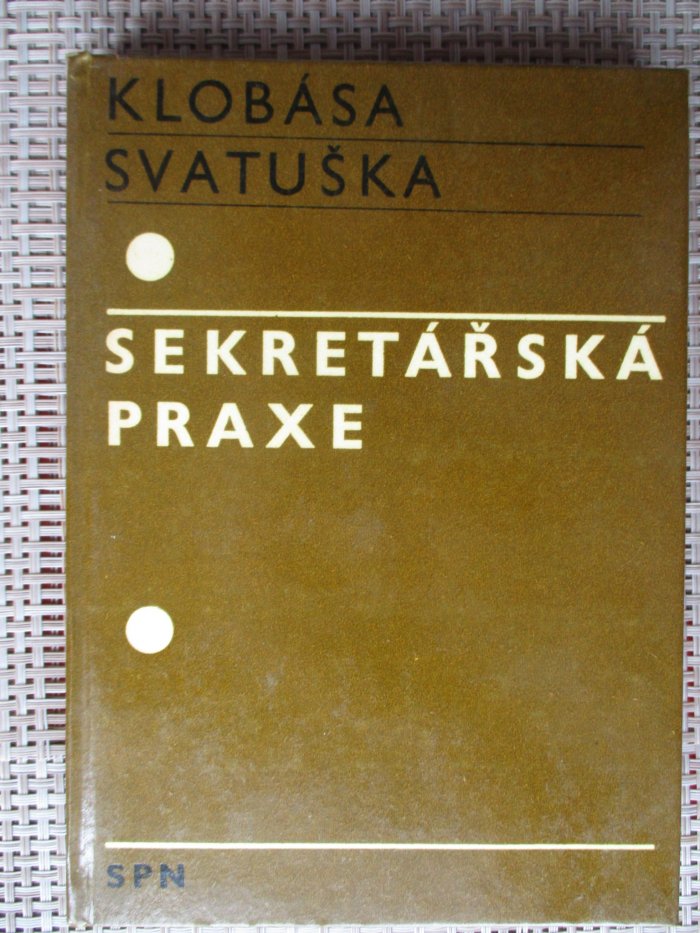 KLOBÁSA
SVATUŠKA
SEKRETÁŘSKÁ
PRAXE
SPN